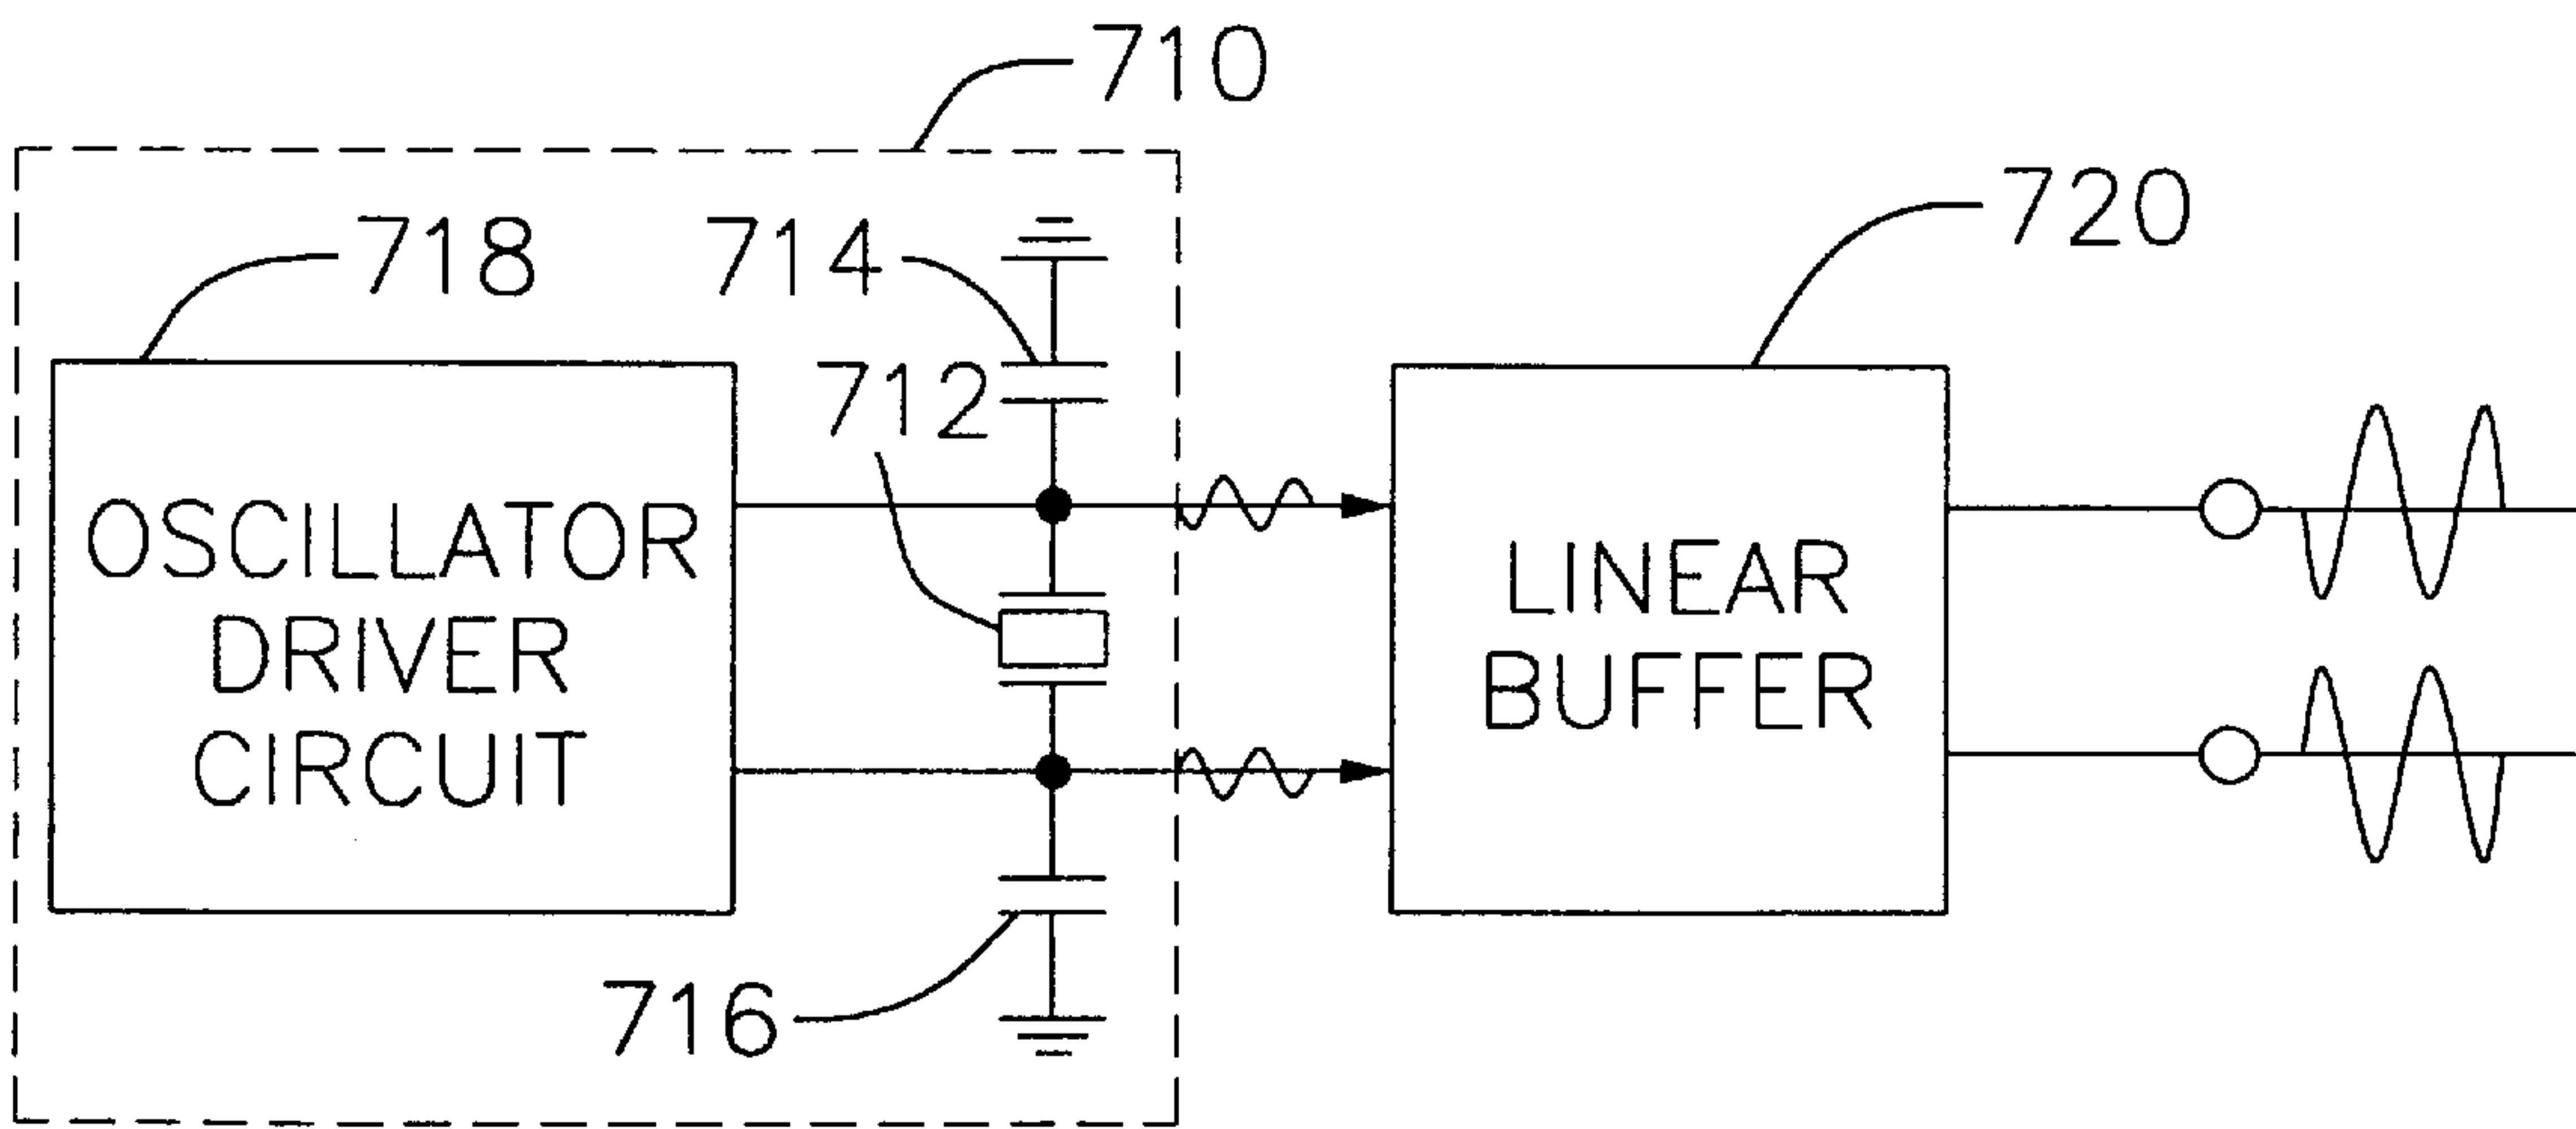 710
720
718
714
712
OSCILLATOR
DRIVER
CIRCUIT
LINEAR
BUFFER
716